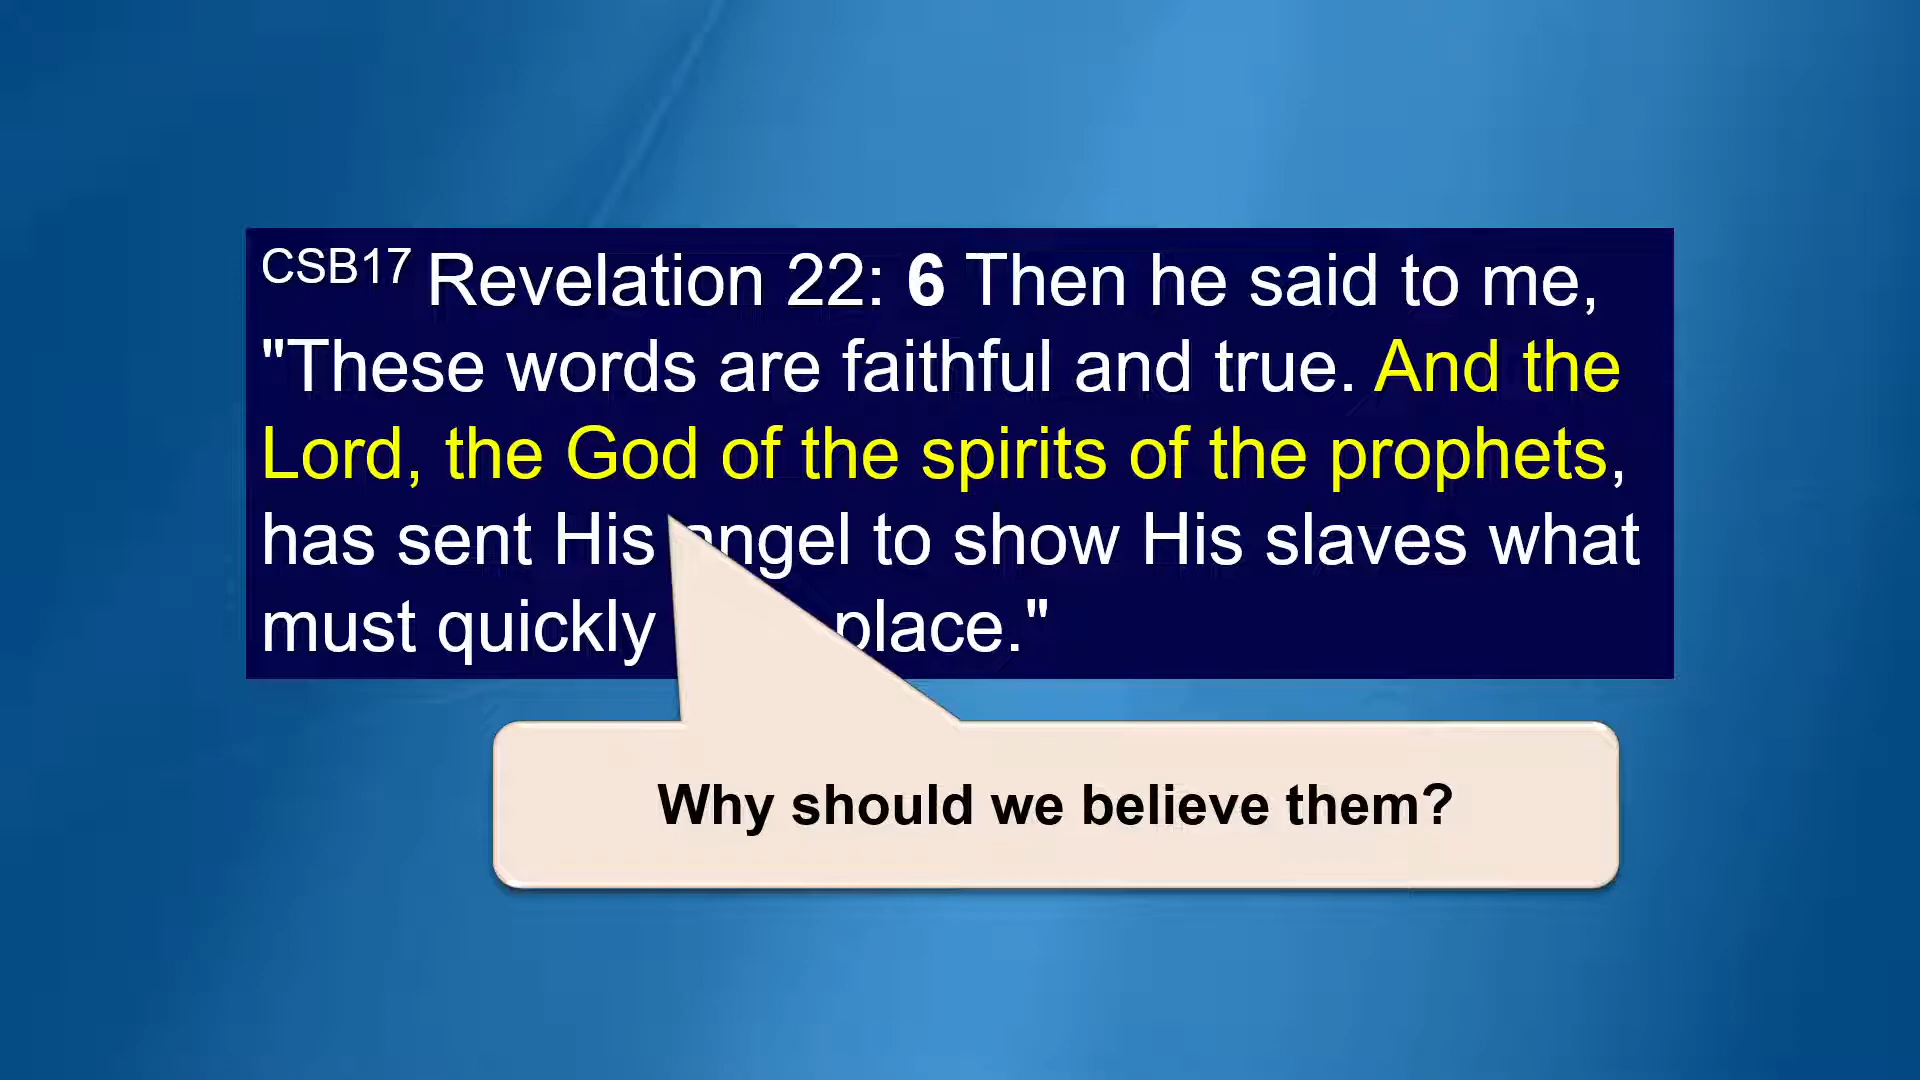 CSB17 Revelation 22: 6 Then he said to me,
"These words are faithful and true. And the
Lord, the God of the spirits of the prophets,
has sent His angel to show His slaves what
must quickly place."
Why should we believe them?